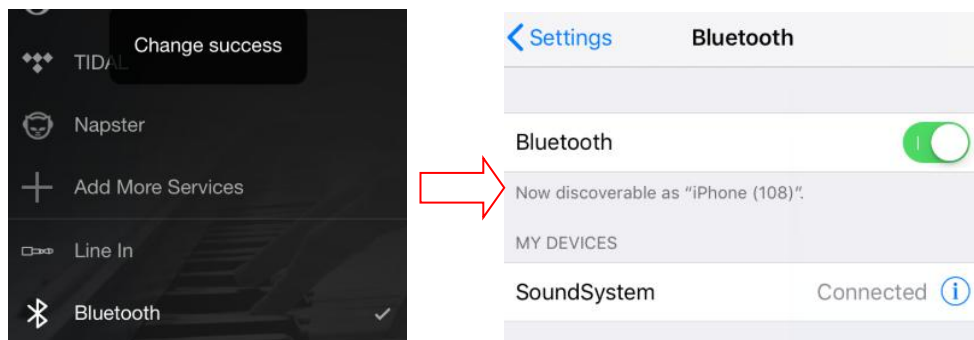 Change success
TIDAL
Napster
Add More Services
Line In
Bluetooth
Settings Bluetooth
Bluetooth
Now discoverable as “iPhone (108)”.
MY DEVICES
SoundSystem Connected